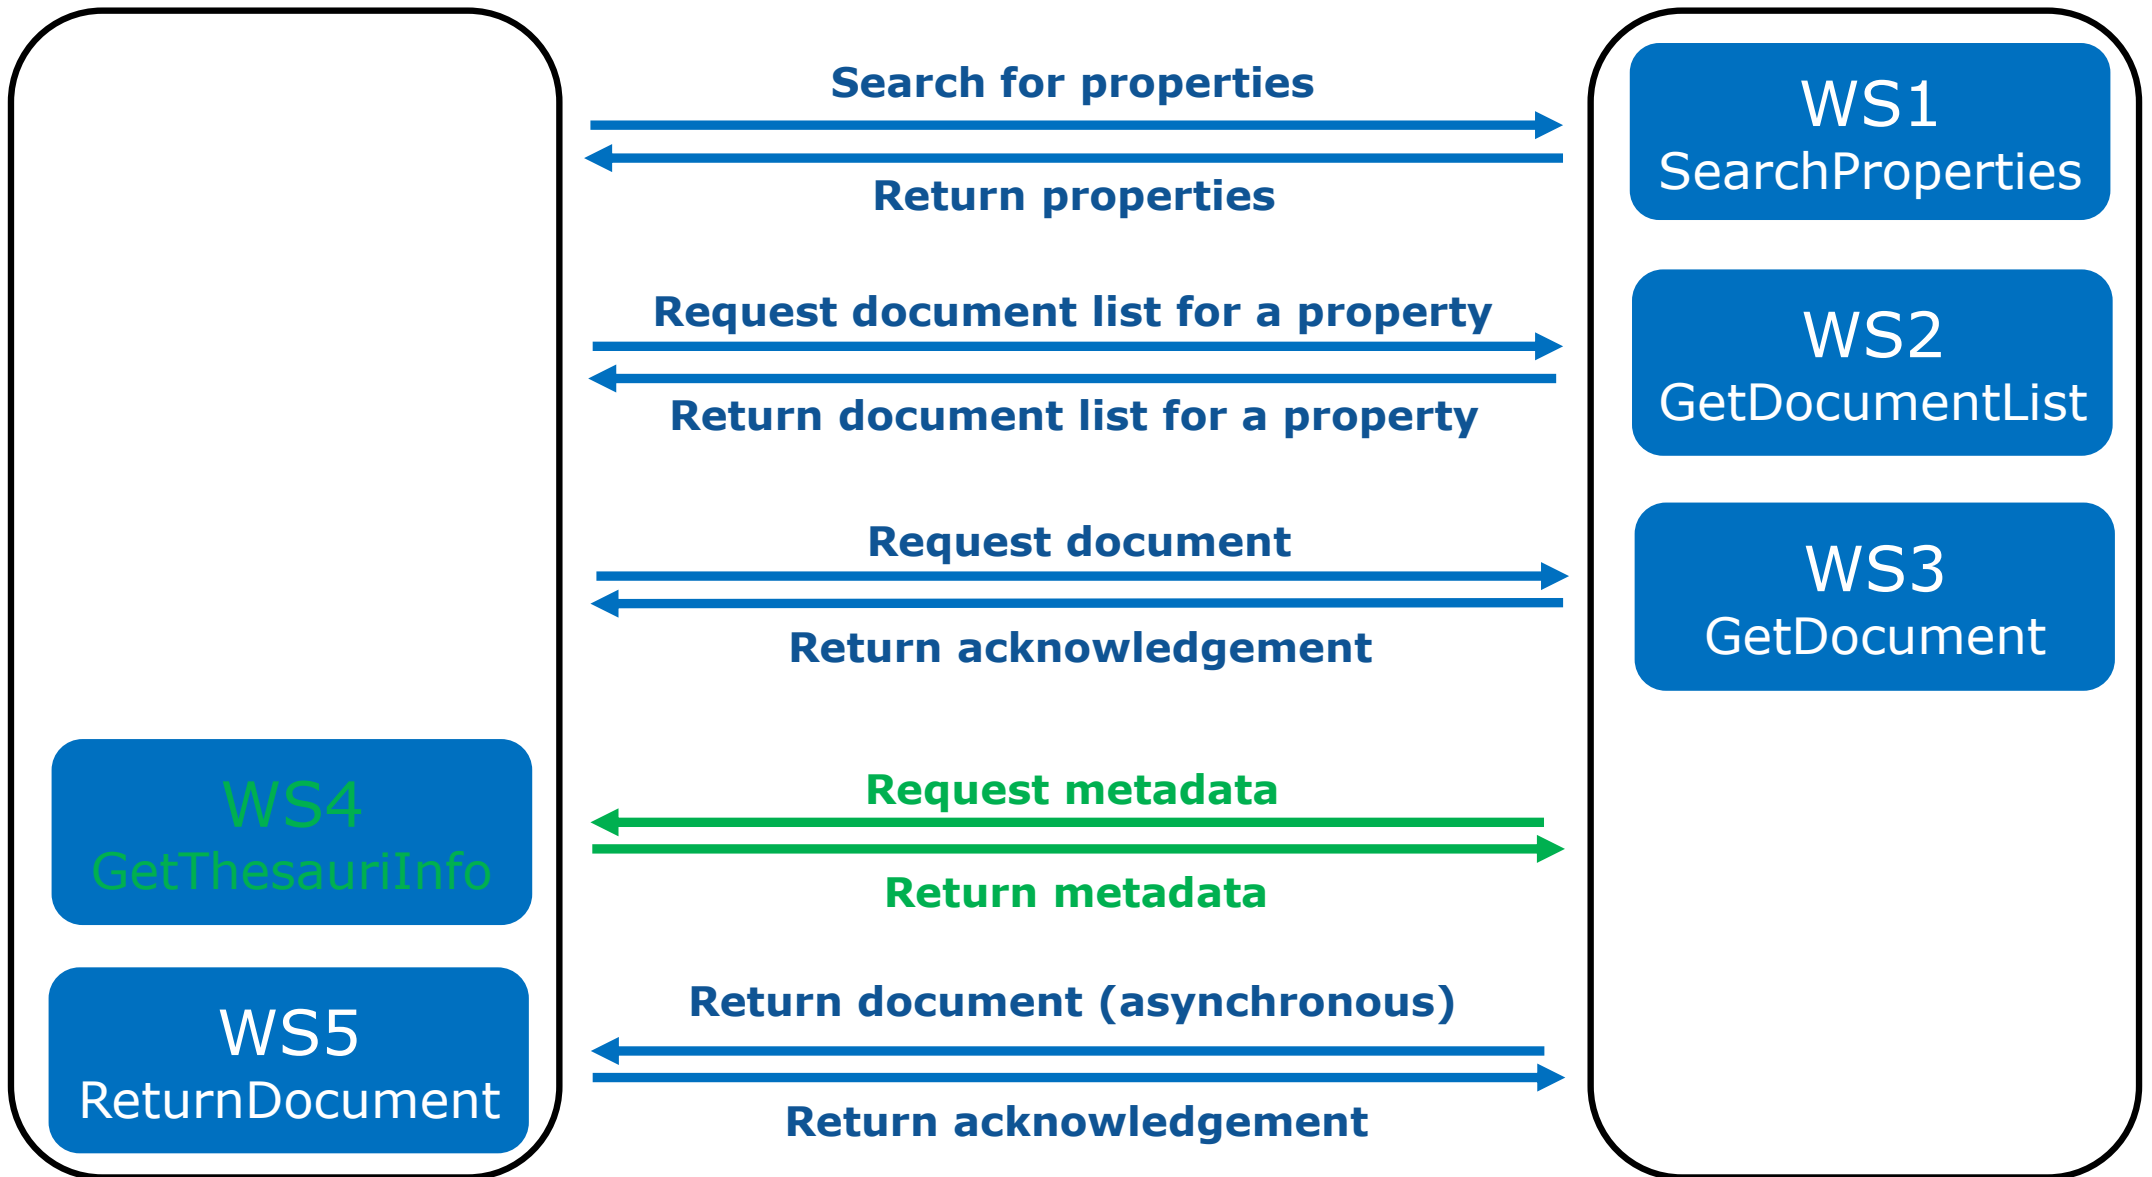 Search for properties
WS1
SearchProperties
Return properties
Request document list for a property
WS2
GetDocumentList
Return document list for a property
Request document
WS3
GetDocument
Return acknowledgement
WS4
GetThesauriInfo
Request metadata
Return metadata
WS5
ReturnDocument
Return document (asynchronous)
Return acknowledgement